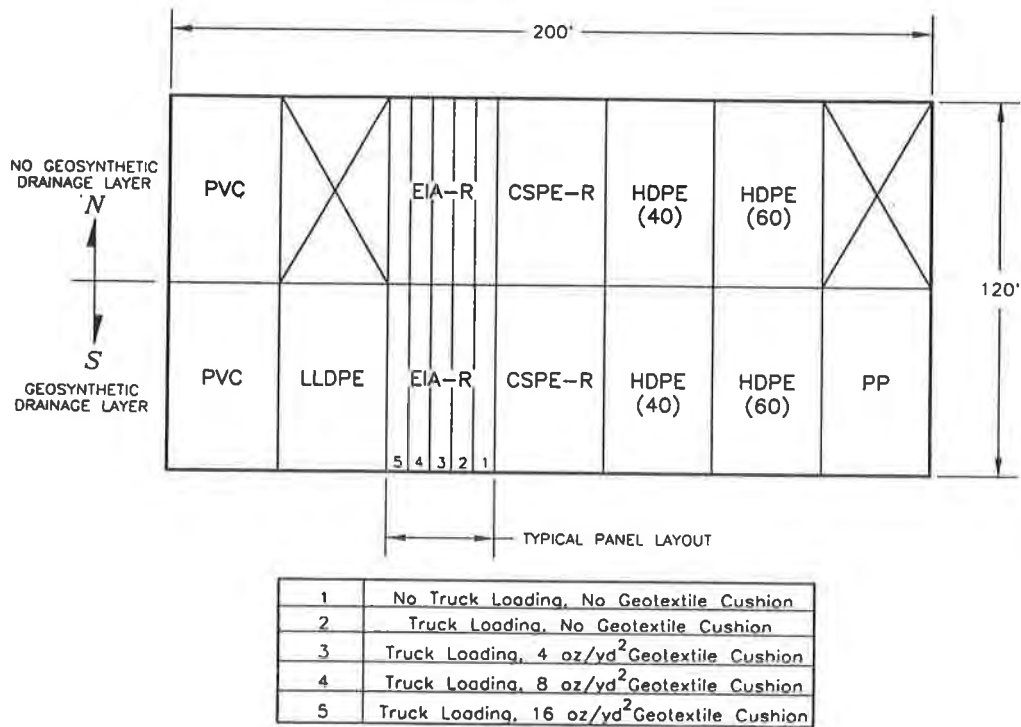 200'
NO GEOSYNTHETIC
DRAINAGE LAYER
N
PVC
EIA-R
CSPE-R
HDPE
(40)
HDPE
(60)
120'
S
GEOSYNTHETIC
DRAINAGE LAYER
PVC
LLDPE
EIA-R
CSPE-R
HDPE
(40)
HDPE
(60)
PP
5 4 3 2 1
TYPICAL PANEL LAYOUT
1 No Truck Loading, No Geotextile Cushion
2 Truck Loading, No Geotextile Cushion
3 Truck Loading, 4 oz/yd² Geotextile Cushion
4 Truck Loading, 8 oz/yd² Geotextile Cushion
5 Truck Loading, 16 oz/yd² Geotextile Cushion